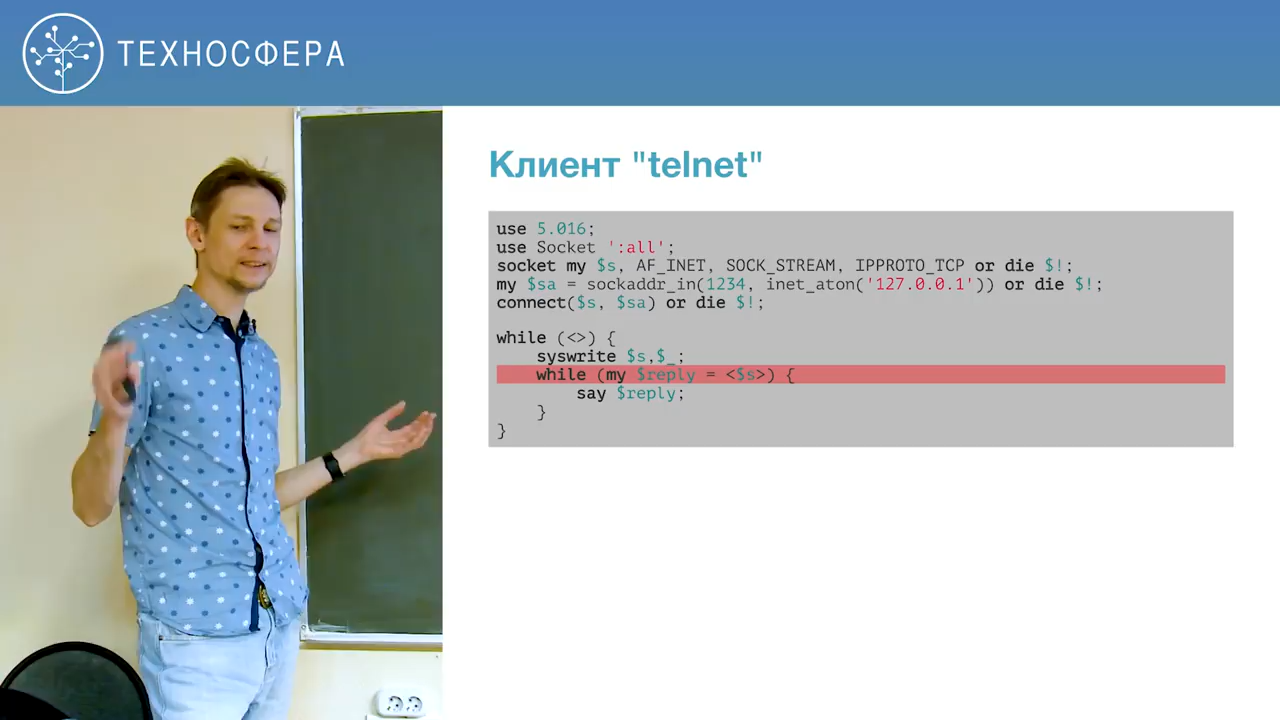 ТЕХНОСФЕРА
Клиент "telnet"
use 5.016;
use Socket ':all';
socket my $s, AF_INET, SOCK_STREAM, IPPROTO_TCP or die $!;
my $sa = sockaddr_in(1234, inet_aton('127.0.0.1')) or die $!;
connect($s, $sa) or die $!;
while (<>) {
    syswrite $s,$_;
    while (my $reply = <$s>) {
        say $reply;
    }
}